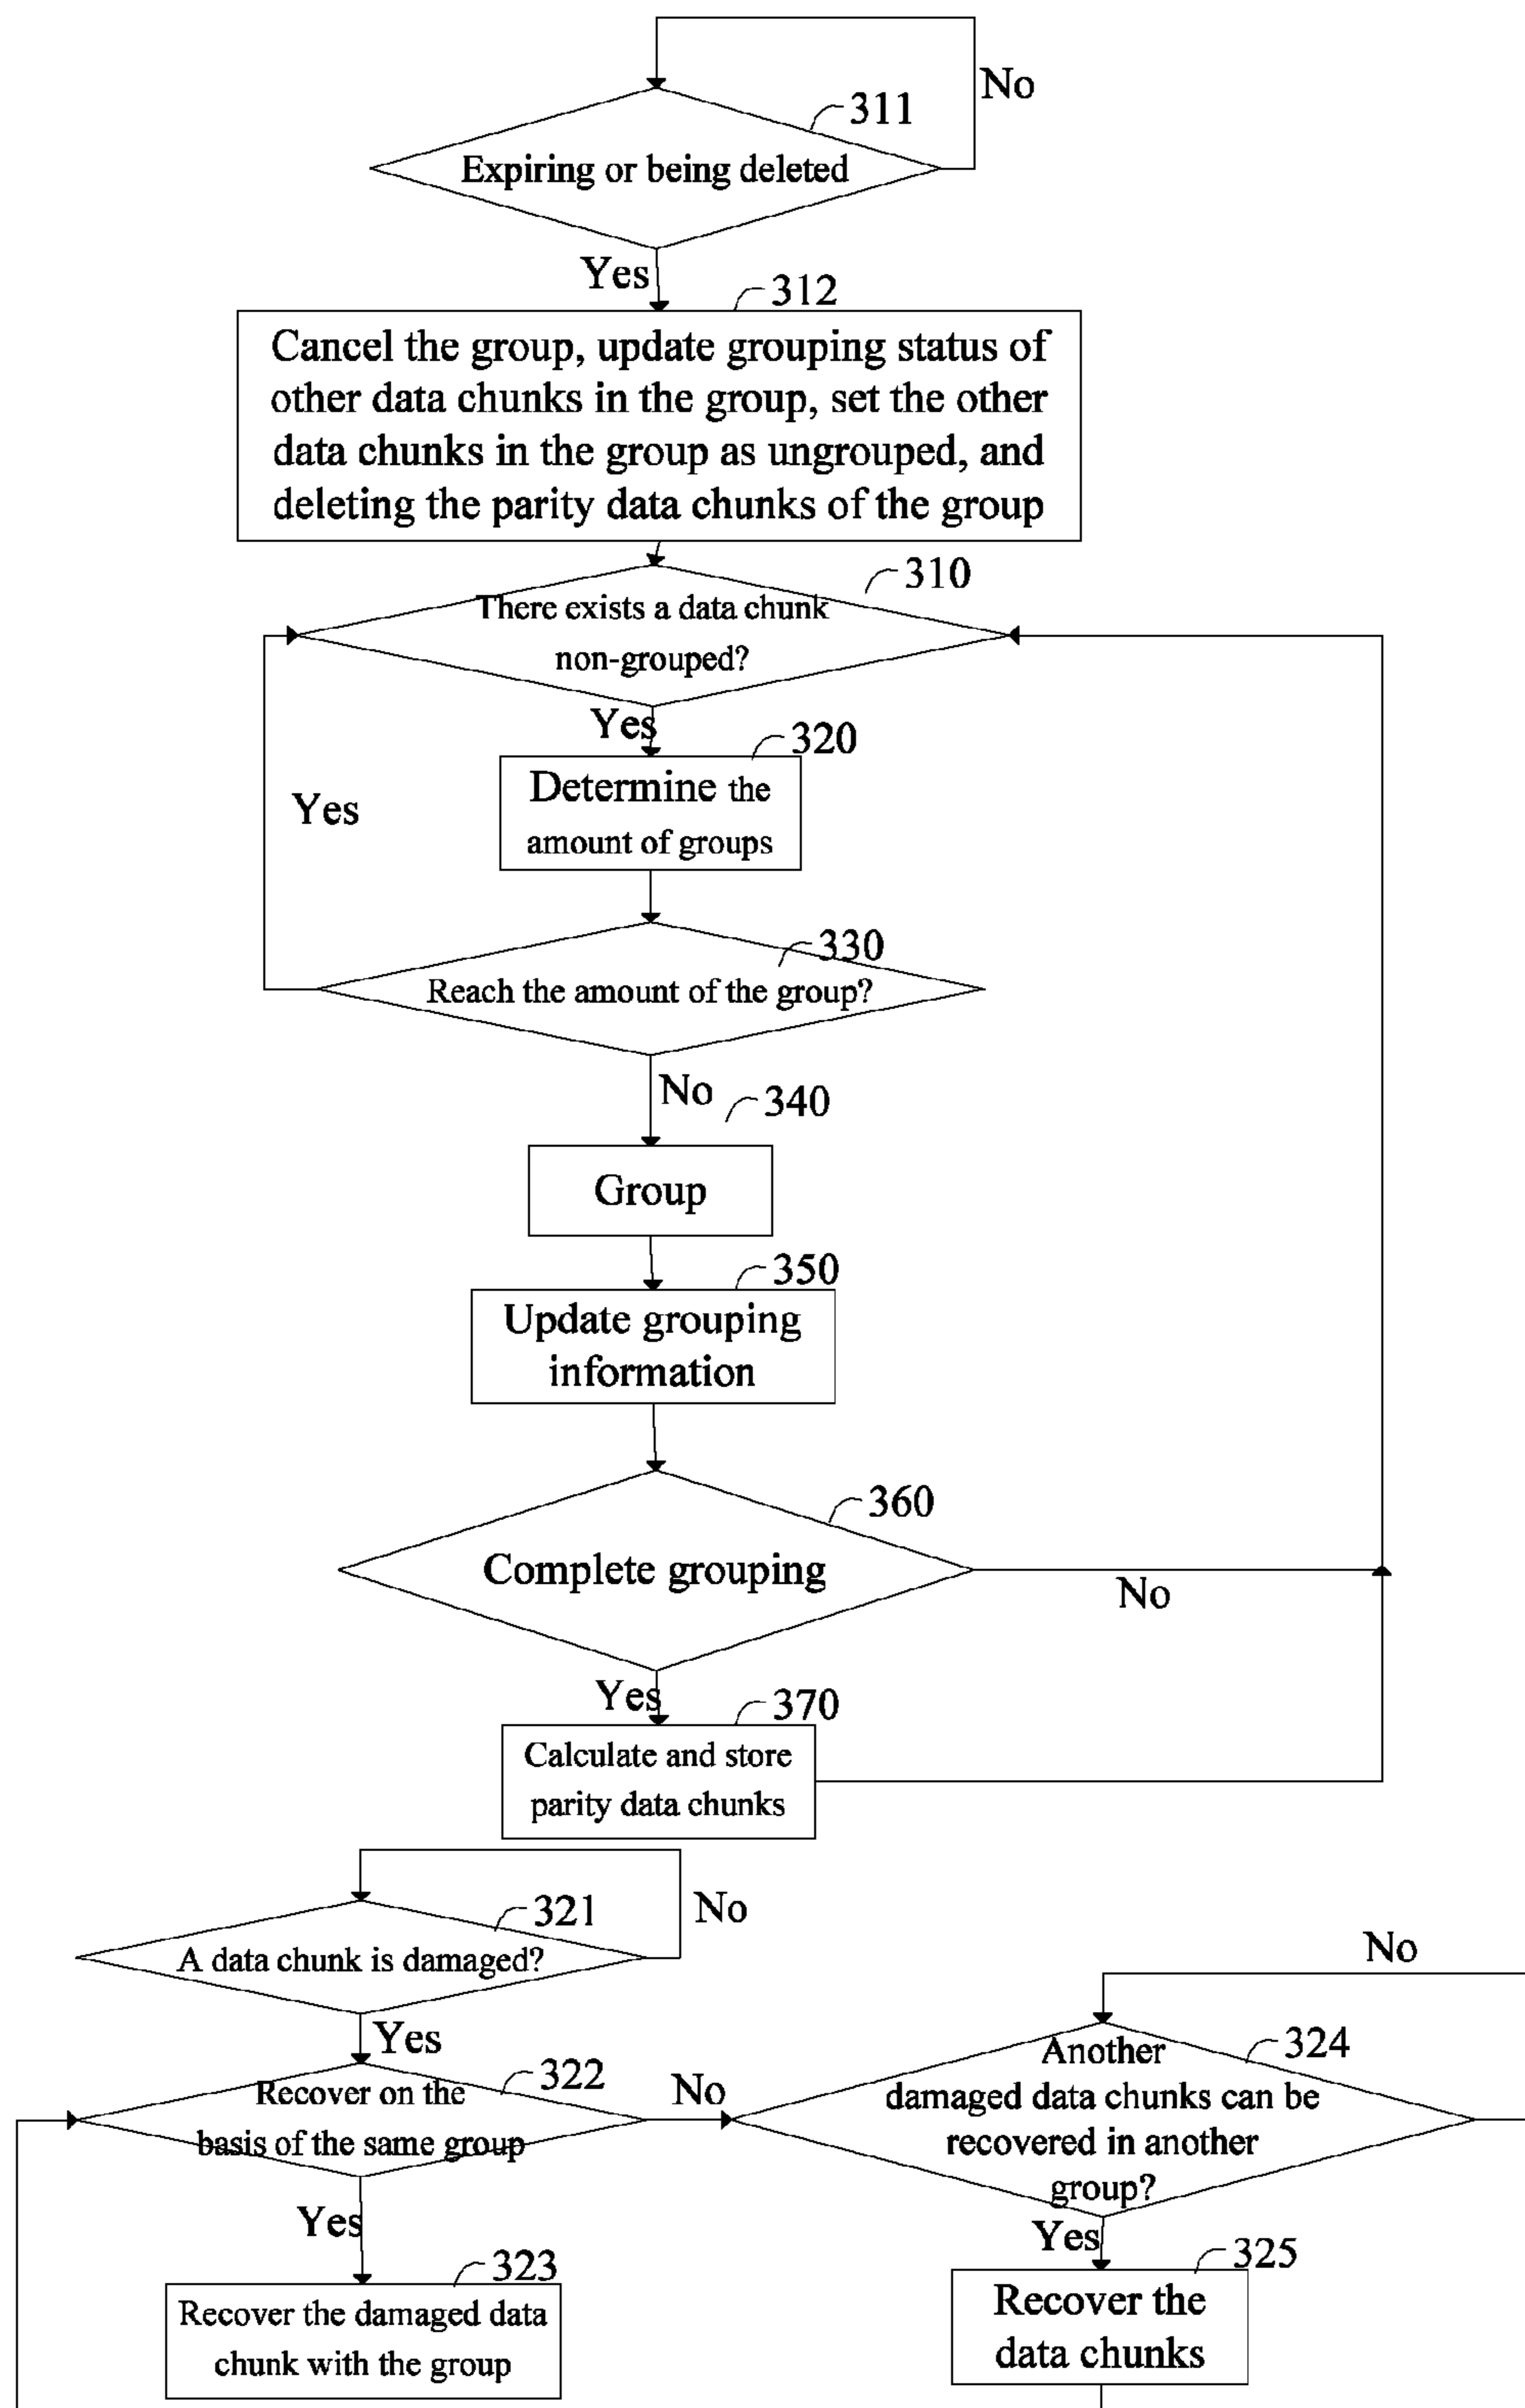 No
311
Expiring or being deleted
Yes
312
Cancel the group, update grouping status of
other data chunks in the group, set the other
data chunks in the group as ungrouped, and
deleting the parity data chunks of the group
310
There exists a data chunk
non-grouped?
Yes
320
Determine the
amount of groups
Yes
330
Reach the amount of the group?
No
340
Group
350
Update grouping
information
360
Complete grouping
No
Yes
370
Calculate and store
parity data chunks
321
No
A data chunk is damaged?
No
Yes
322
Recover on the
basis of the same group
No
324
Another
damaged data chunks can be
recovered in another
group?
Yes
323
Recover the damaged data
chunk with the group
Yes
325
Recover the
data chunks